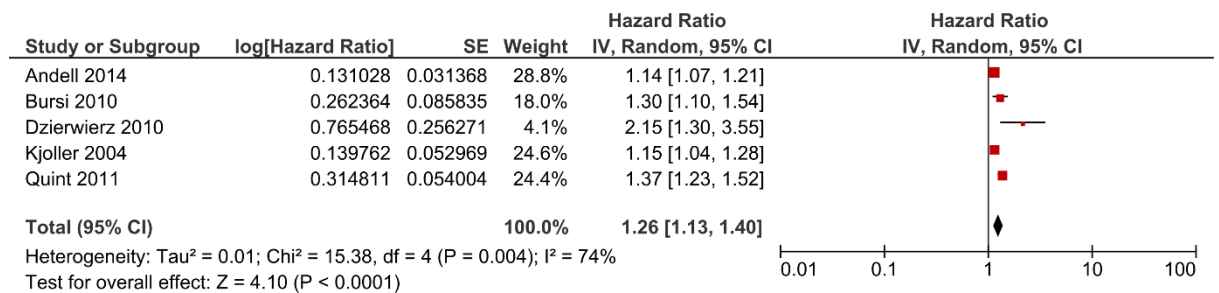 Hazard Ratio Hazard Ratio
Study or Subgroup log[Hazard Ratio] SE Weight IV, Random, 95% CI IV, Random, 95% CI
Andell 2014 0.131028 0.031368 28.8% 1.14 [1.07, 1.21]
Bursi 2010 0.262364 0.085835 18.0% 1.30 [1.10, 1.54]
Dzierwierz 2010 0.765468 0.256271 4.1% 2.15 [1.30, 3.55]
Kjoller 2004 0.139762 0.052969 24.6% 1.15 [1.04, 1.28]
Quint 2011 0.314811 0.054004 24.4% 1.37 [1.23, 1.52]
Total (95% CI) 100.0% 1.26 [1.13, 1.40]
Heterogeneity: Tau² = 0.01; Chi² = 15.38, df = 4 (P = 0.004); I² = 74%
Test for overall effect: Z = 4.10 (P < 0.0001)
0.01 0.1 1 10 100